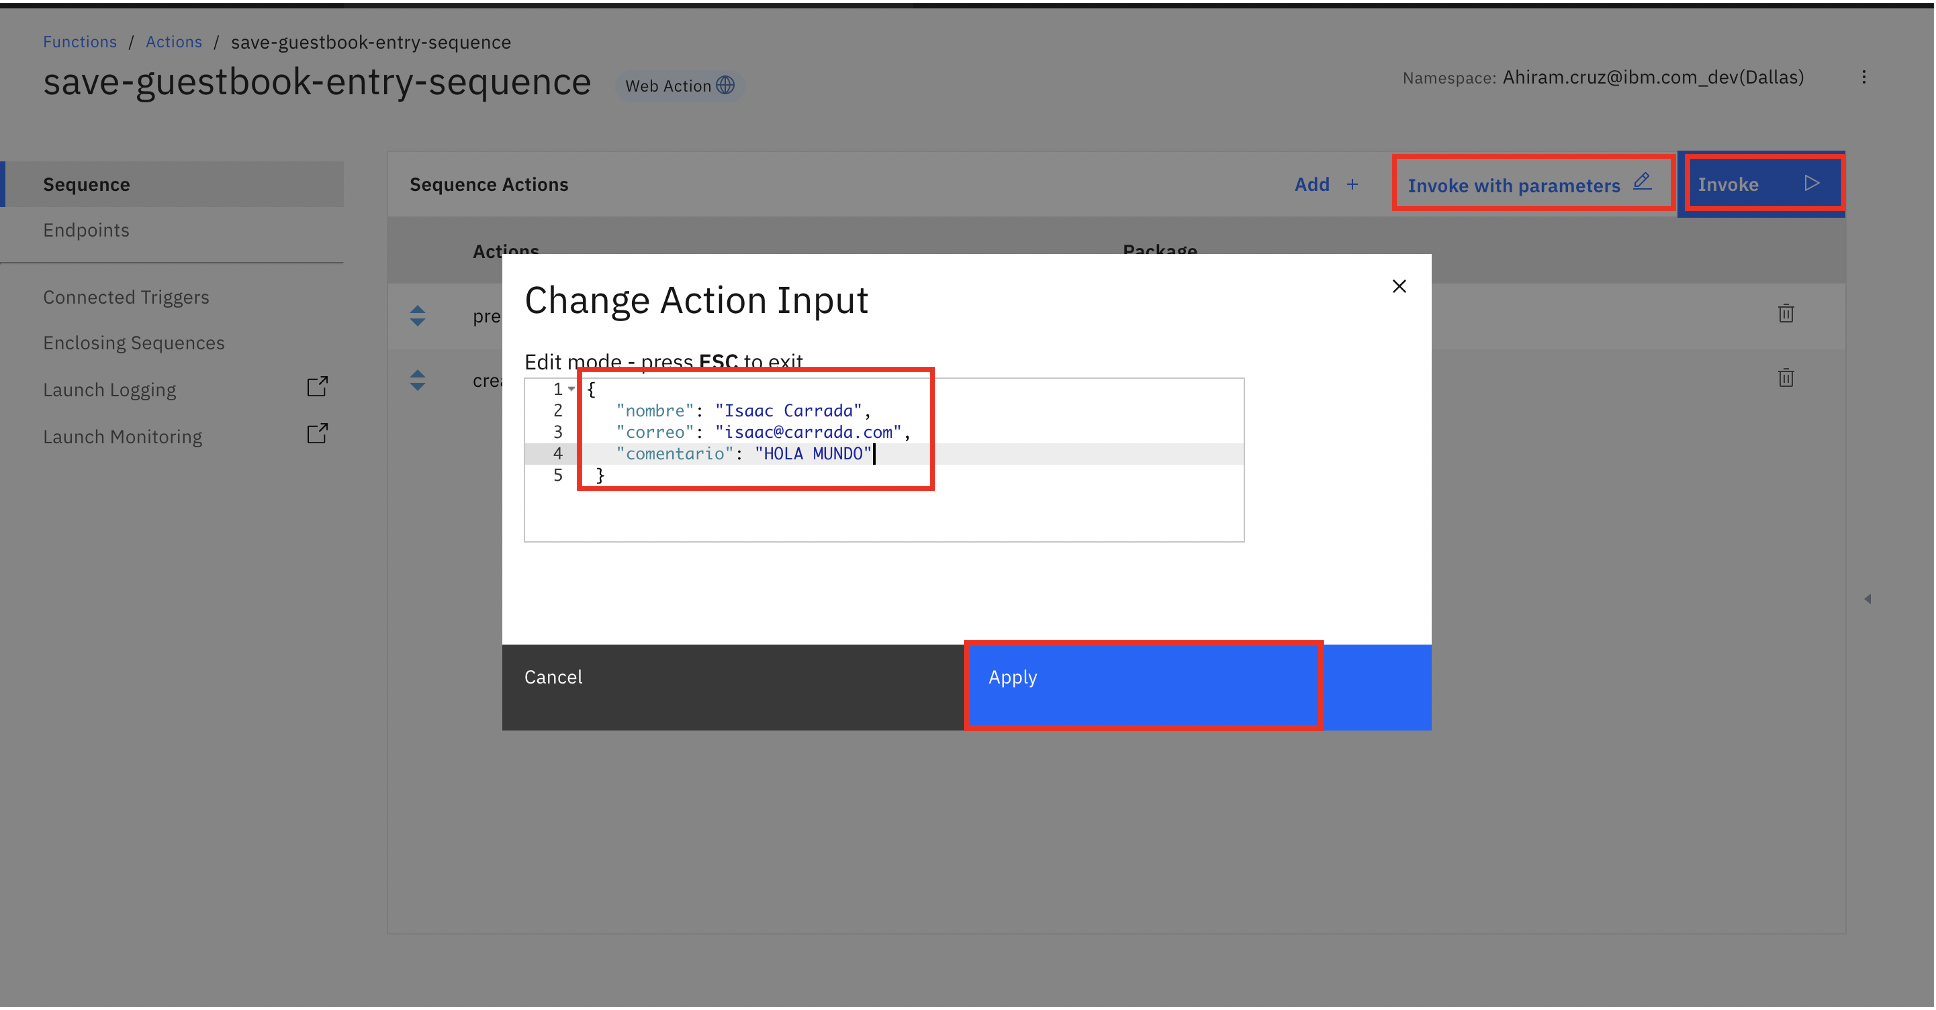 Functions / Actions / save-guestbook-entry-sequence
save-guestbook-entry-sequence
Web Action
Namespace: Ahiram.cruz@ibm.com_dev(Dallas)
Sequence
Endpoints
Connected Triggers
Enclosing Sequences
Launch Logging
Launch Monitoring
Sequence Actions
Add +
Invoke with parameters
Invoke
Actions
Package
pre
crea
Change Action Input
Edit mode - press ESC to exit
1 {
2 "nombre": "Isaac Carrada",
3 "correo": "isaac@carrada.com",
4 "comentario": "HOLA MUNDO"
5 }
Cancel
Apply